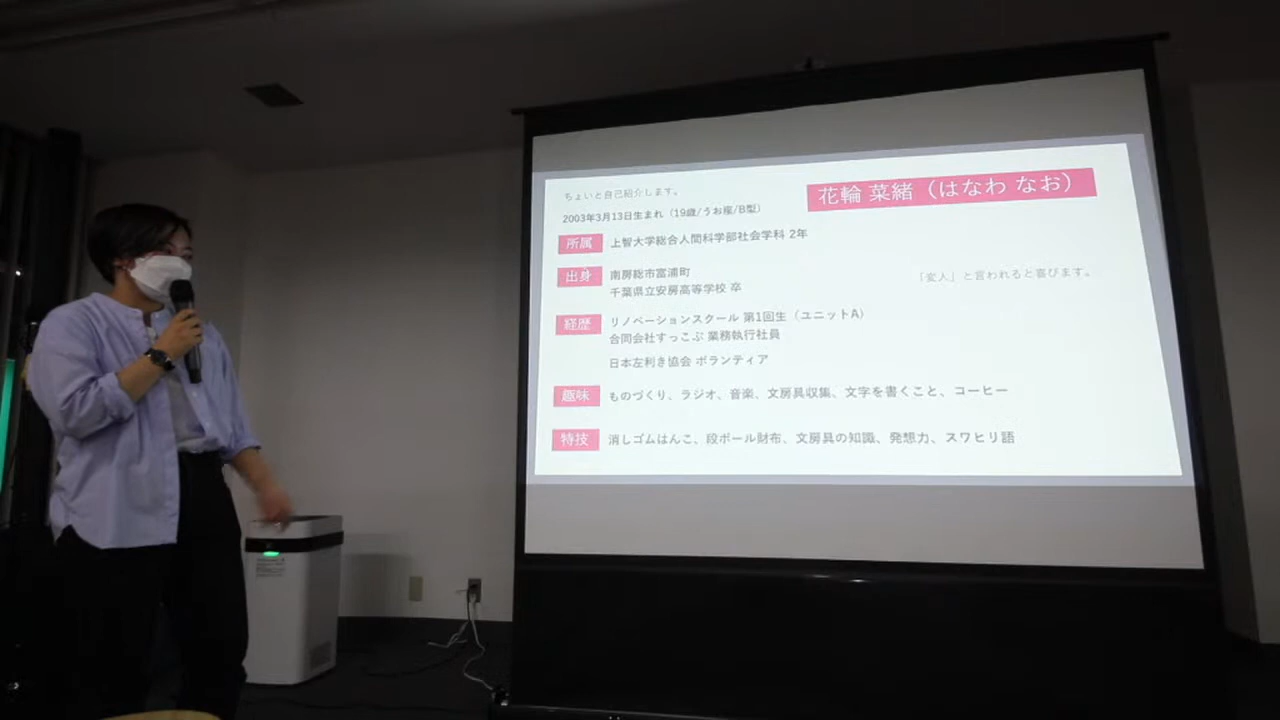 ちょいと自己紹介します。
花輪 菜緒（はなわ なお）
2003年3月13日生まれ（19歳/うお座/B型）
所属 上智大学総合人間科学部社会学科 2年
出身 南房総市富浦町
千葉県立安房高等学校 卒
「変人」と言われると喜びます。
経歴 リノベーションスクール 第1回生（ユニットA）
合同会社すっこぶ 業務執行社員
日本左利き協会 ボランティア
趣味 ものづくり、ラジオ、音楽、文房具収集、文字を書くこと、コーヒー
特技 消しゴムはんこ、段ボール財布、文房具の知識、発想力、スワヒリ語